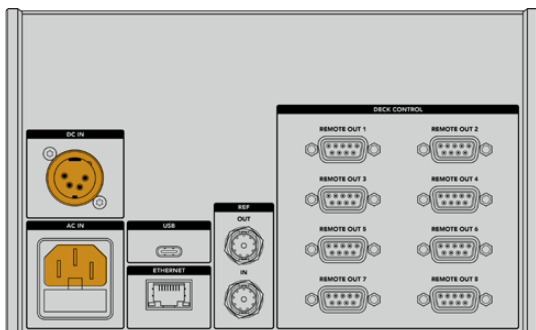 DECK CONTROL
REMOTE OUT 1
REMOTE OUT 2
DC IN
REMOTE OUT 3
REMOTE OUT 4
REF
OUT
AC IN
USB
REMOTE OUT 5
REMOTE OUT 6
ETHERNET
IN
REMOTE OUT 7
REMOTE OUT 8